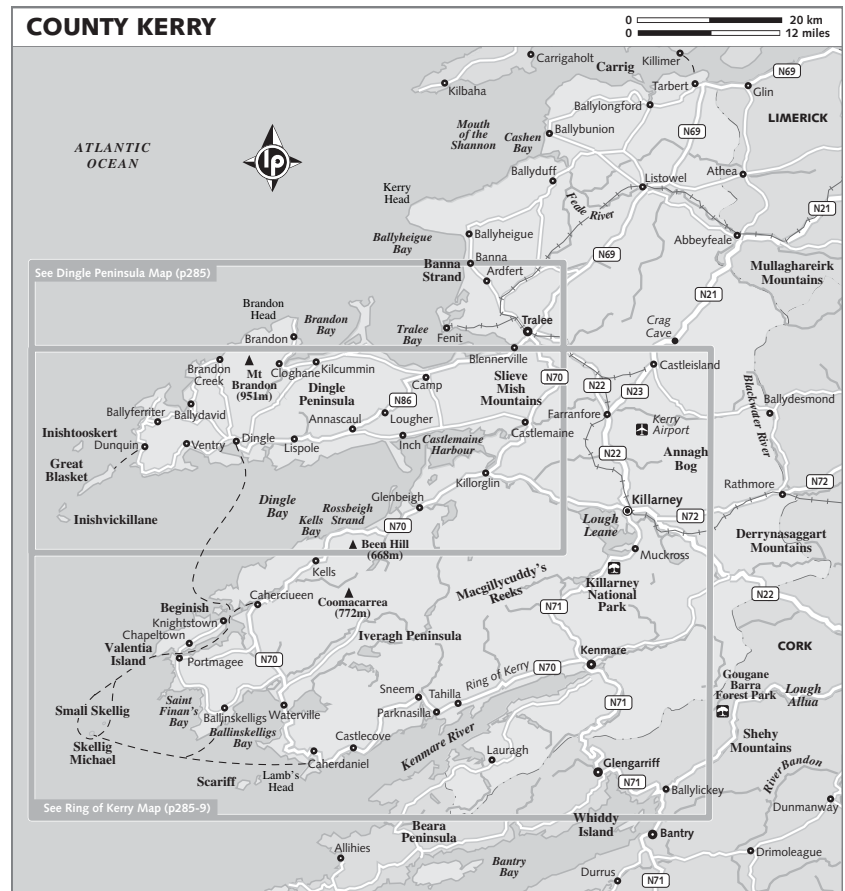 COUNTY KERRY
0 20 km
0 12 miles
Carrigaholt
Carrig
Killimer
N69
Kilbaha
Tarbert
Glin
Ballylongford
LIMERICK
Mouth
of the
Shannon
Cashen
Bay
Ballybunion
N69
ATLANTIC
OCEAN
lp
Ballyduff
Listowel
Athea
Kerry
Head
Feale River
N21
Ballyheigue
Bay
Ballyheigue
Abbeyfeale
N69
Banna
Banna
Strand
Ardfert
Mullaghareirk
Mountains
See Dingle Peninsula Map (p285)
N21
Brandon
Head
Brandon
Bay
Brandon
Tralee
Bay
Fenit
Tralee
Crag
Cave
Blennerville
Brandon
Creek
Mt
Brandon
(951m)
Cloghane
Kilcummin
Camp
Slieve
Mish
Mountains
N70
Castleisland
N22
N23
Dingle
Peninsula
N86
Ballyferriter
Ballydavid
Annascaul
Lougher
Farranfore
Kerry
Airport
Blackwater River
Ballydesmond
Inishtooskert
Dunquin
Ventry
Dingle
Lispole
Inch
Castlemaine
Harbour
Castlemaine
Great
Blasket
N22
Annagh
Bog
Killorglin
Rathmore
N72
Inishvickillane
Dingle
Bay
Rossbeigh
Strand
Kells
Bay
Glenbeigh
N70
Killarney
N72
Lough
Leane
Been Hill
(668m)
Muckross
Derrynasaggart
Mountains
Kells
Killarney
National
Park
Macgillycuddy's
Reeks
Coomacarrea
(772m)
N22
Beginish
Caherciueen
Knightstown
Chapeltown
Valentia
Island
Portmagee
N71
Iveragh Peninsula
CORK
N70
Kenmare
N70
Ring of Kerry
Gougane
Barra
Forest Park
Lough
Allua
Sneem
Tahilla
Parknasilla
N71
Small Skellig
Saint
Finan's
Bay
Ballinskelligs
Waterville
Ballinskelligs
Bay
Skellig
Michael
Castlecove
Kenmare River
Lauragh
Shehy
Mountains
Caherdaniel
Scariff
Lamb's
Head
Glengarriff
N71
Ballylickey
River Bandon
Dunmanway
See Ring of Kerry Map (p285-9)
Whiddy
Island
Beara
Peninsula
Bantry
Allihies
Bantry
Bay
Drimoleague
Durrus
N71